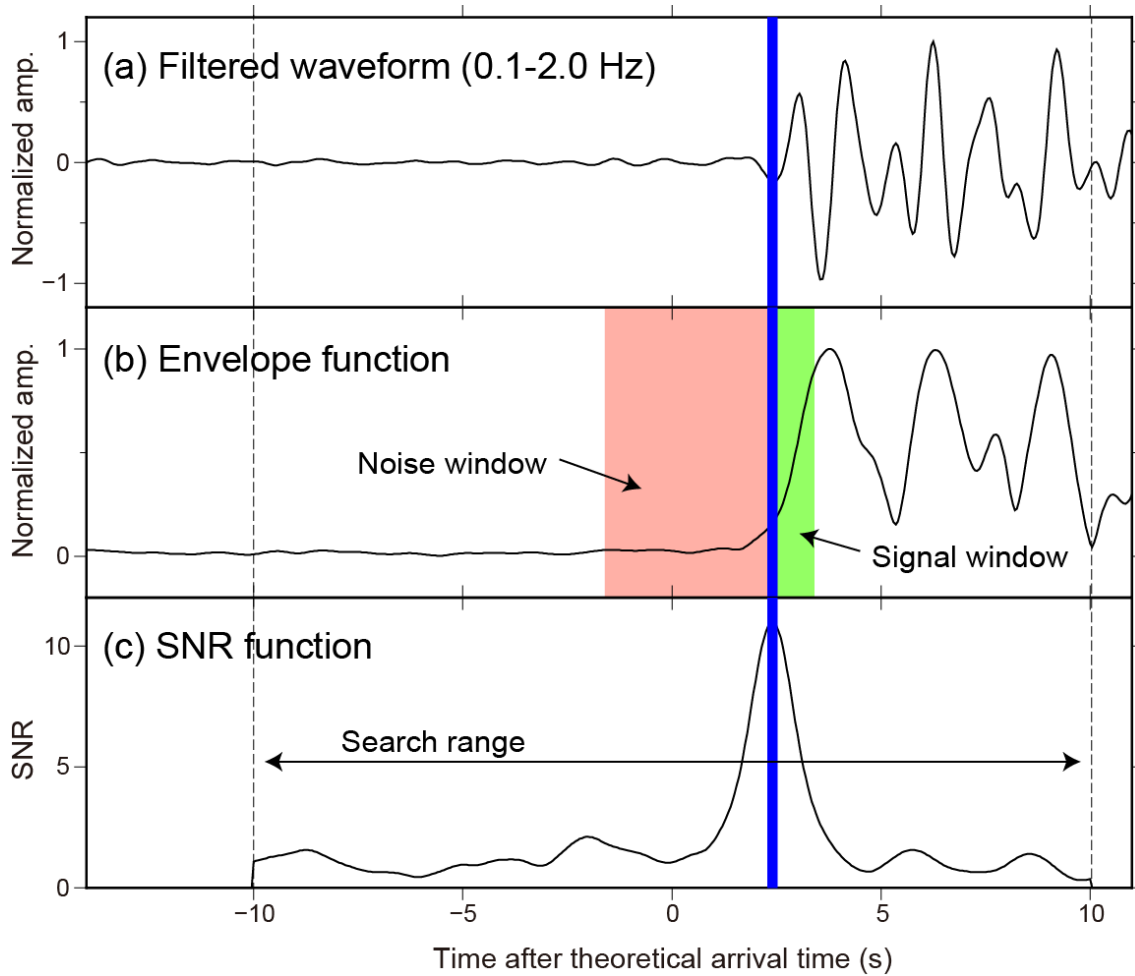 (a) Filtered waveform (0.1-2.0 Hz)
Normalized amp.
1
0
−1
(b) Envelope function
Normalized amp.
1
0
Noise window
Signal window
(c) SNR function
SNR
10
5
0
Search range
−10 −5 0 5 10
Time after theoretical arrival time (s)